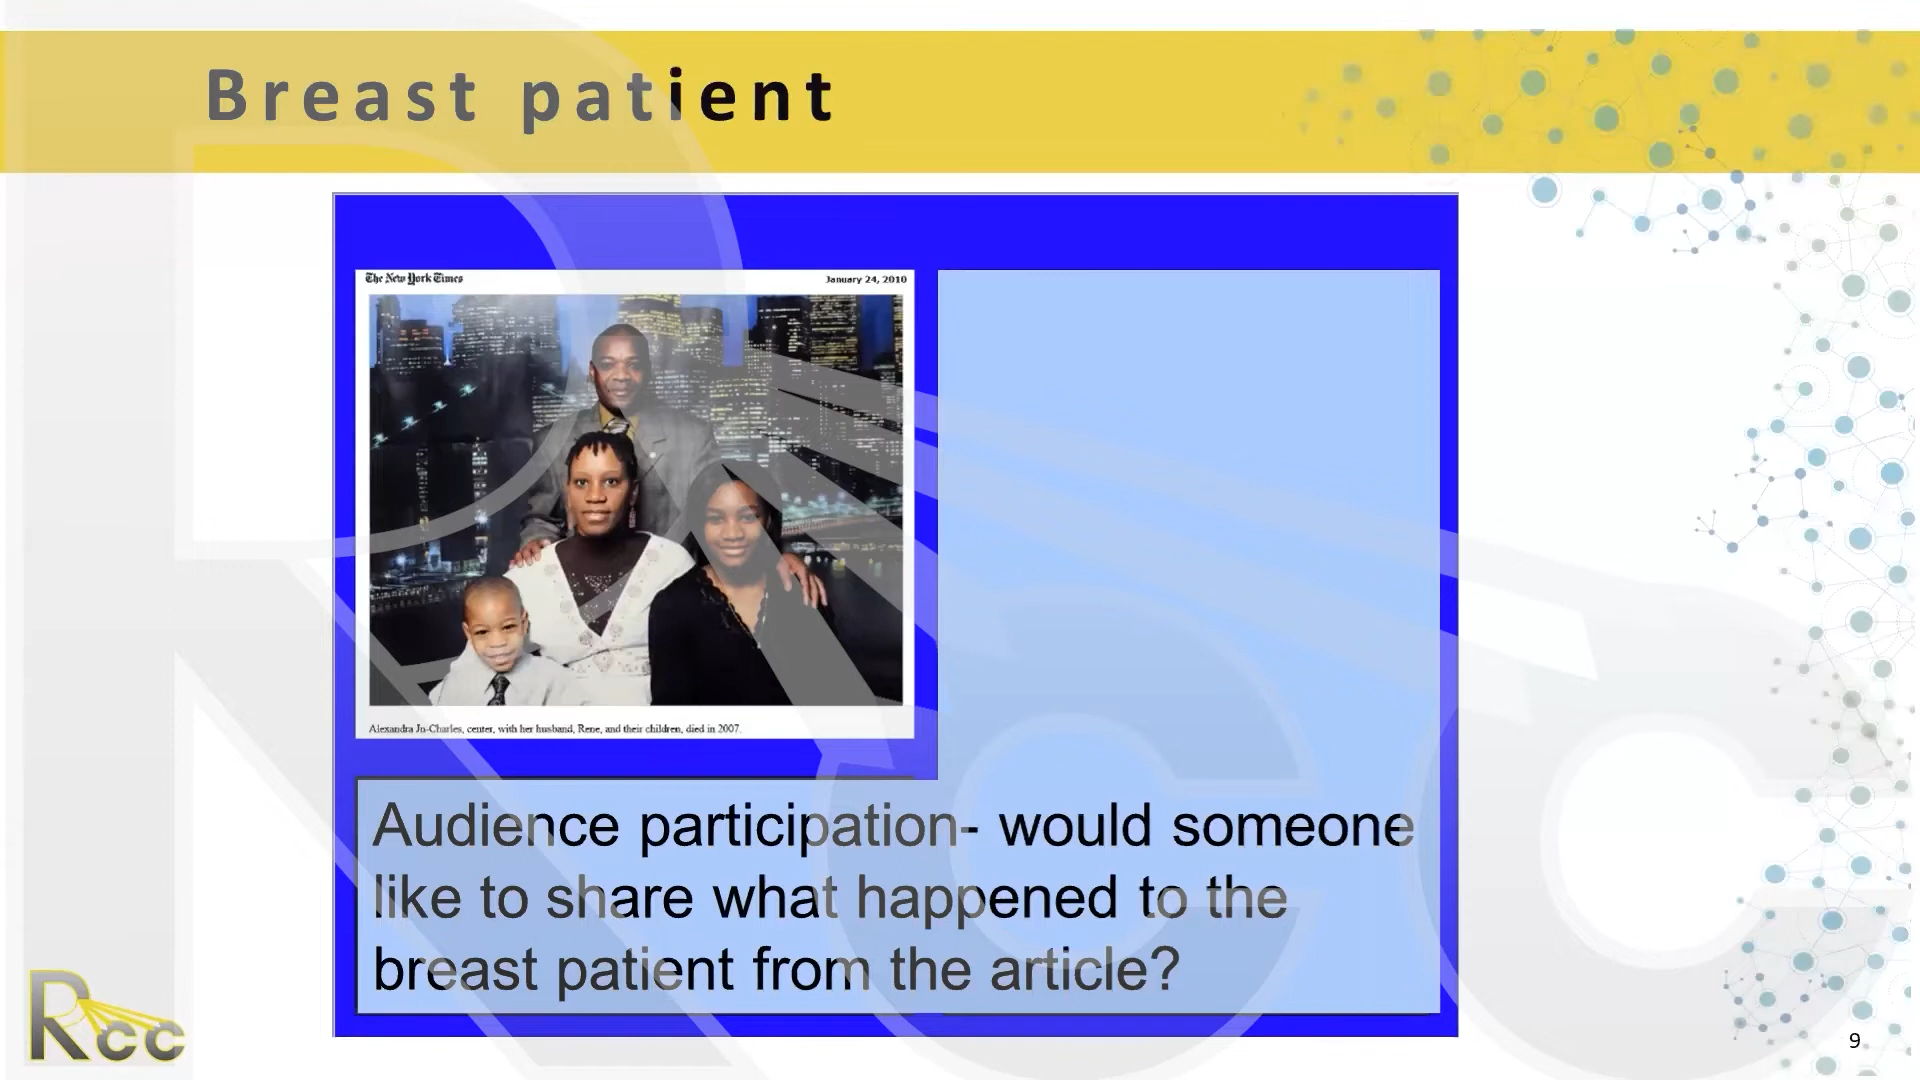 Breast patient
The New York Times
January 24, 2010
Alexandra Jn-Charles, center, with her husband, Rene, and their children, died in 2007.
Audience participation- would someone
like to share what happened to the
breast patient from the article?
Rcc
9